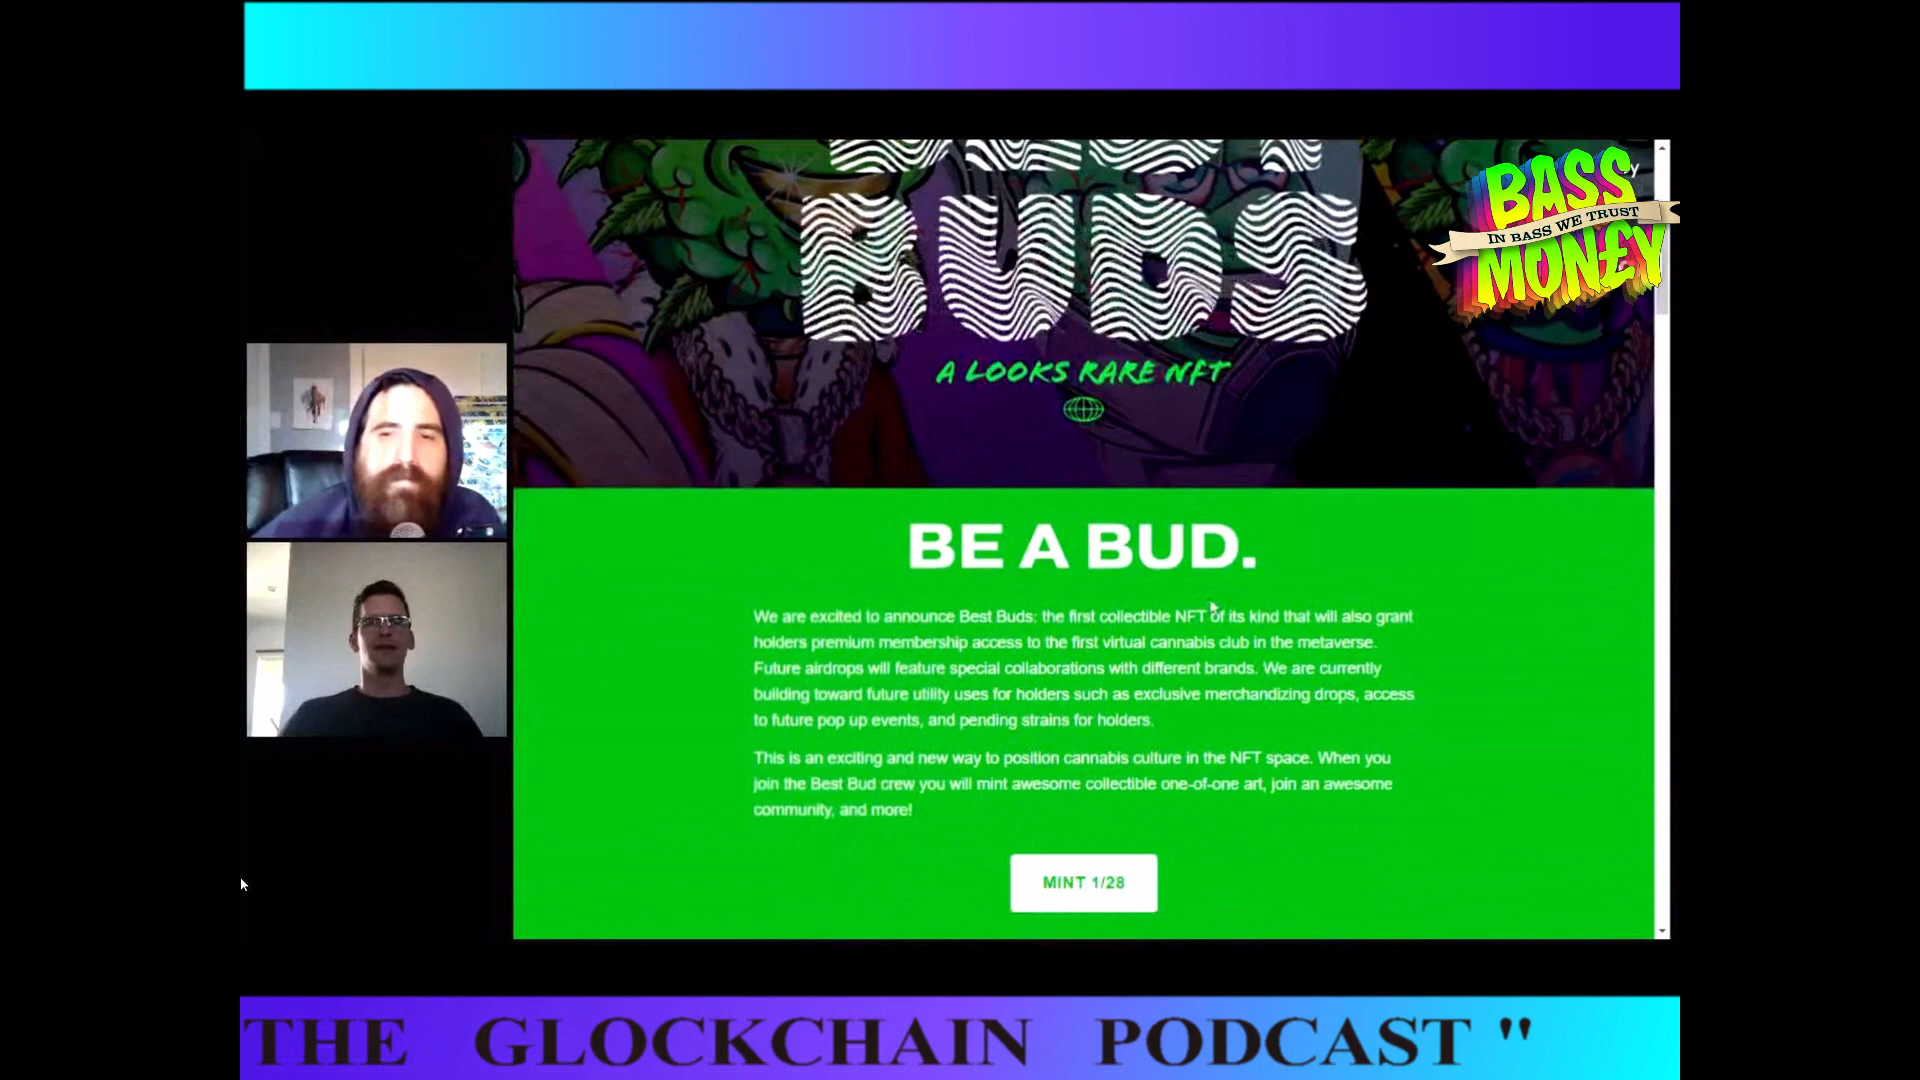 BUDS
A LOOKS RARE NFT
BASS
IN BASS WE TRUST
MON£Y
BE A BUD.
We are excited to announce Best Buds: the first collectible NFT of its kind that will also grant
holders premium membership access to the first virtual cannabis club in the metaverse.
Future airdrops will feature special collaborations with different brands. We are currently
building toward future utility uses for holders such as exclusive merchandizing drops, access
to future pop up events, and pending strains for holders.
This is an exciting and new way to position cannabis culture in the NFT space. When you
join the Best Bud crew you will mint awesome collectible one-of-one art, join an awesome
community, and more!
MINT 1/28
THE GLOCKCHAIN PODCAST "